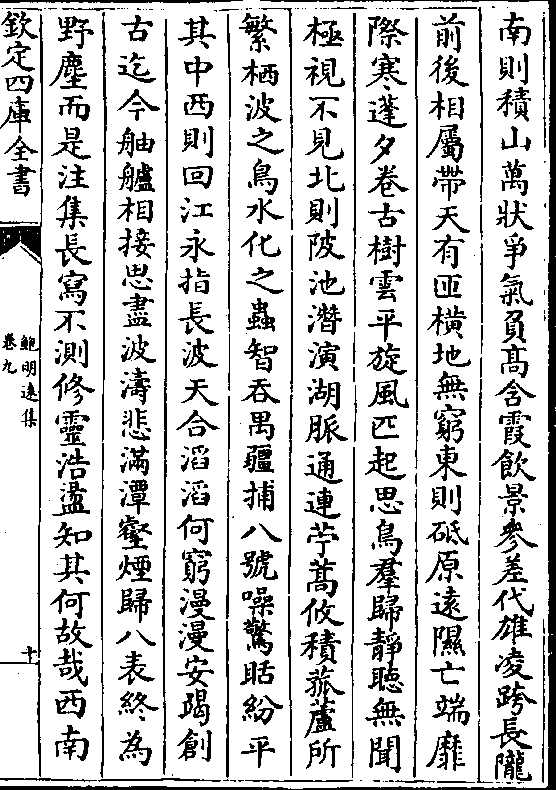 南則積山萬狀爭氣負髙含霞飲景參差代雄凌跨長隴
前後相屬帶天有匝横地無窮東則砥原遠隰亡端靡
際寒蓬夕卷古樹雲平旋風四起思鳥羣歸靜聽無聞
極視不見北則陂池潛演湖脈通連苧蒿攸積菰蘆所
繁栖波之鳥水化之蟲智吞禺彊捕八號噪驚聒紛乎
其中西則回江永指長波天合滔滔何窮漫漫安竭創
古迄今舳艫相接思盡波濤悲滿潭壑煙歸八表終為
野塵而是注集長寫不測修靈浩盪知其何故哉西南
欽定四庫全書
鮑明逺集
卷九
十